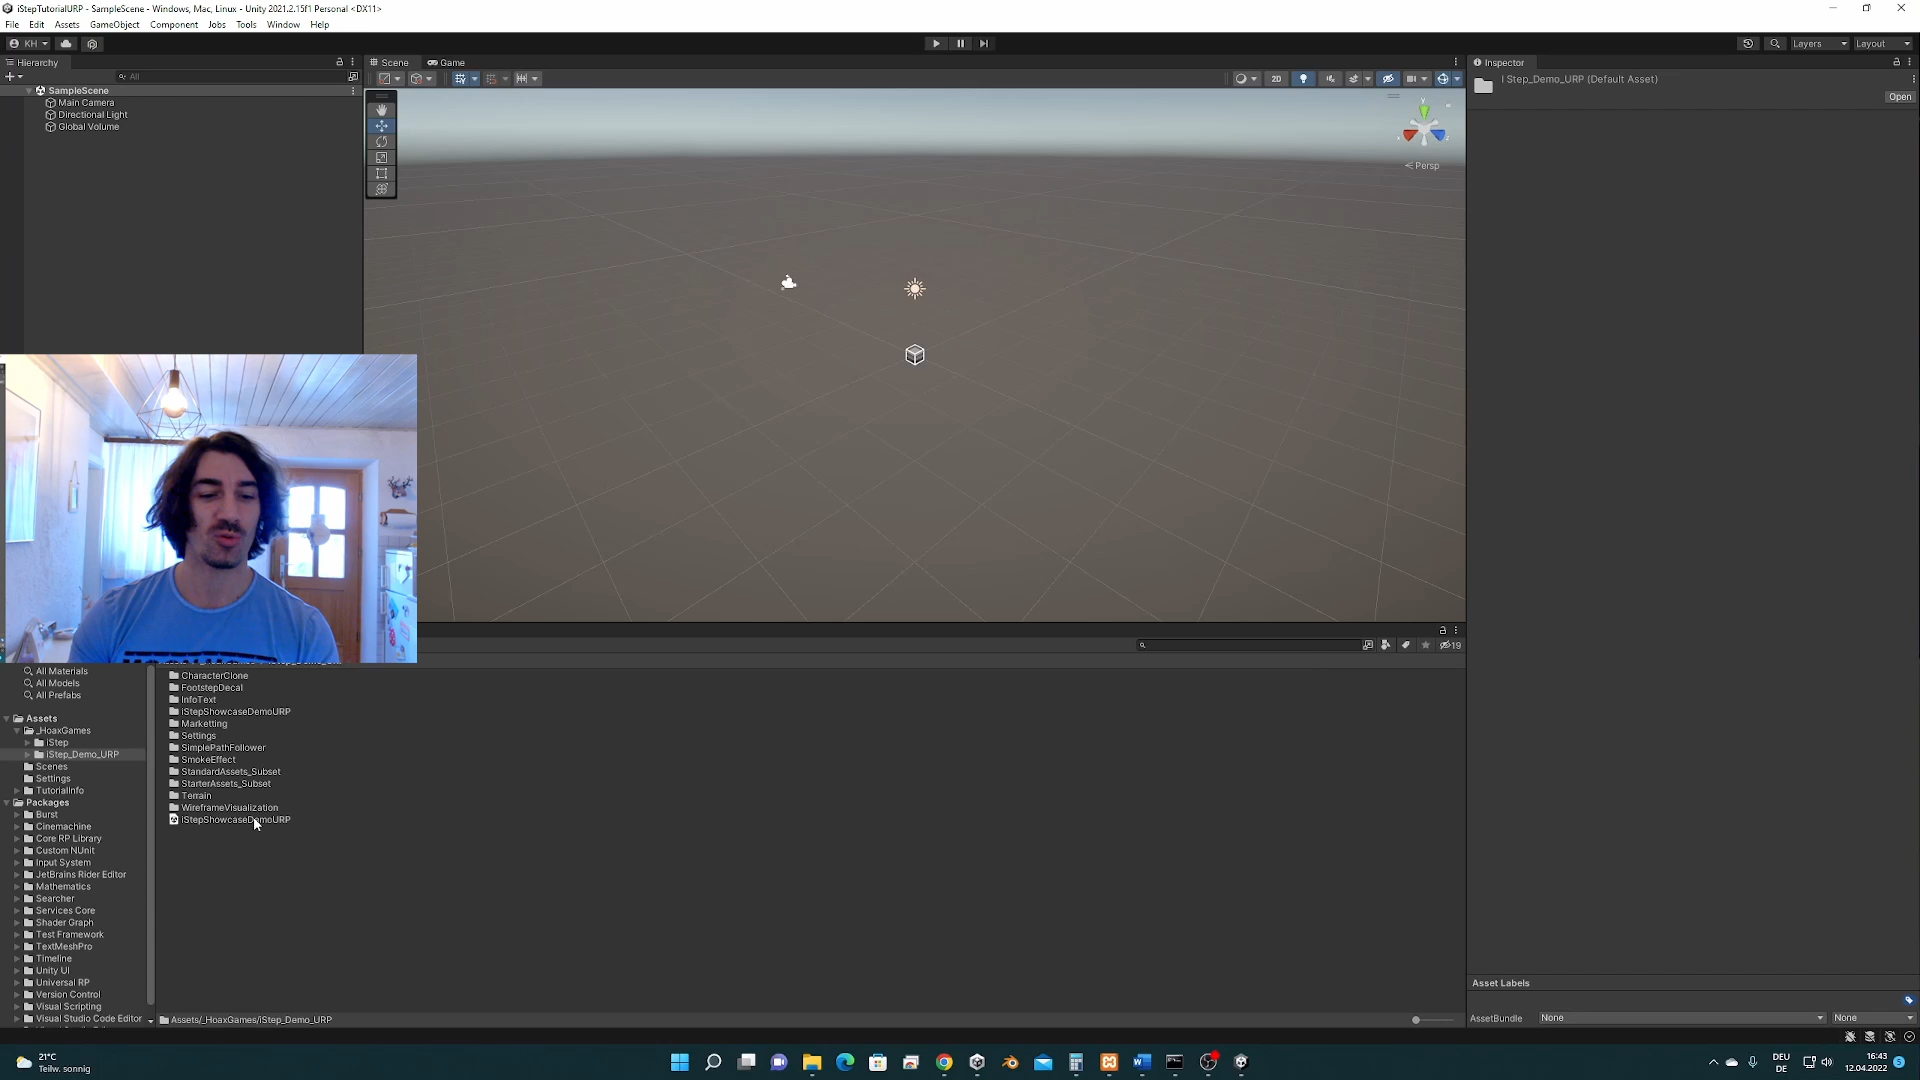 iStepTutorialURP - SampleScene - Windows, Mac, Linux - Unity 2021.2.15f1 Personal <DX11>
File Edit Assets GameObject Component Jobs Tools Window Help
KH
Layers
Layout
Hierarchy
All
SampleScene
Main Camera
Directional Light
Global Volume
Scene
Game
2D
Persp
Inspector
I Step_Demo_URP (Default Asset)
Open
19
All Materials
All Models
All Prefabs
Assets
_HoaxGames
iStep
iStep_Demo_URP
Scenes
Settings
TutorialInfo
Packages
Burst
Cinemachine
Core RP Library
Custom NUnit
Input System
JetBrains Rider Editor
Mathematics
Searcher
Services Core
Shader Graph
Test Framework
TextMeshPro
Timeline
Unity UI
Universal RP
Version Control
Visual Scripting
Visual Studio Code Editor
CharacterClone
FootstepDecal
InfoText
iStepShowcaseDemoURP
Marketting
Settings
SimplePathFollower
SmokeEffect
StandardAssets_Subset
StarterAssets_Subset
Terrain
WireframeVisualization
iStepShowcaseDemoURP
Assets/_HoaxGames/iStep_Demo_URP
Asset Labels
AssetBundle
None
None
21°C
Teilw. sonnig
DEU
DE
16:43
12.04.2022
5